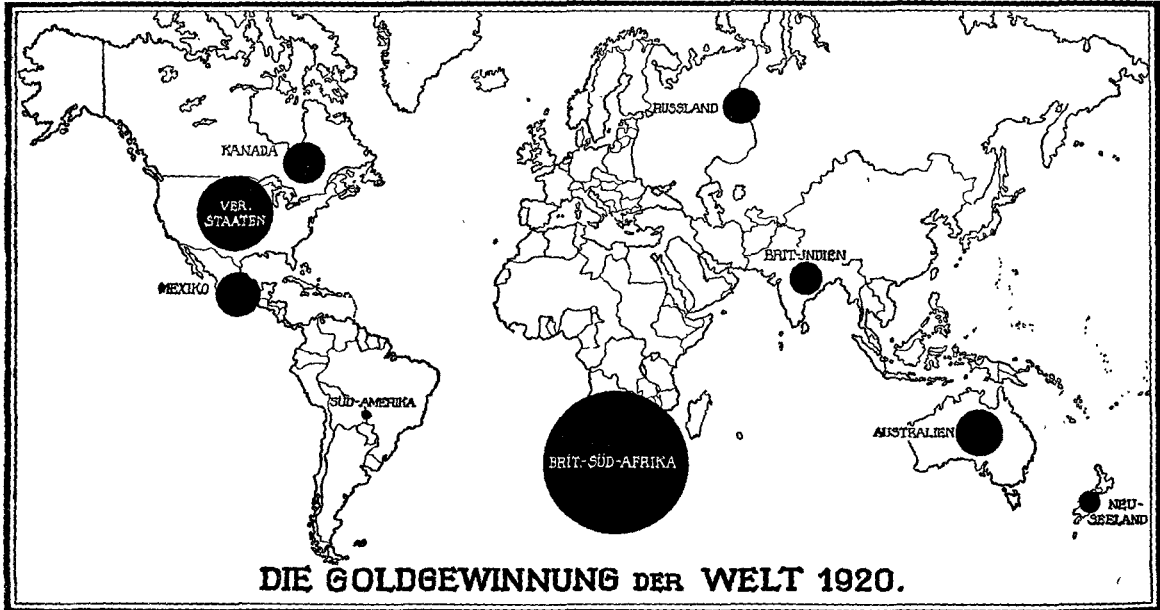 RUSSLAND
KANADA
VER.
STAATEN
BRIT-INDIEN
MEXIKO
SÜD-AMERIKA
AUSTRALIEN
BRIT.-SÜD-AFRIKA
NEU-
SEELAND
DIE GOLDGEWINNUNG DER WELT 1920.